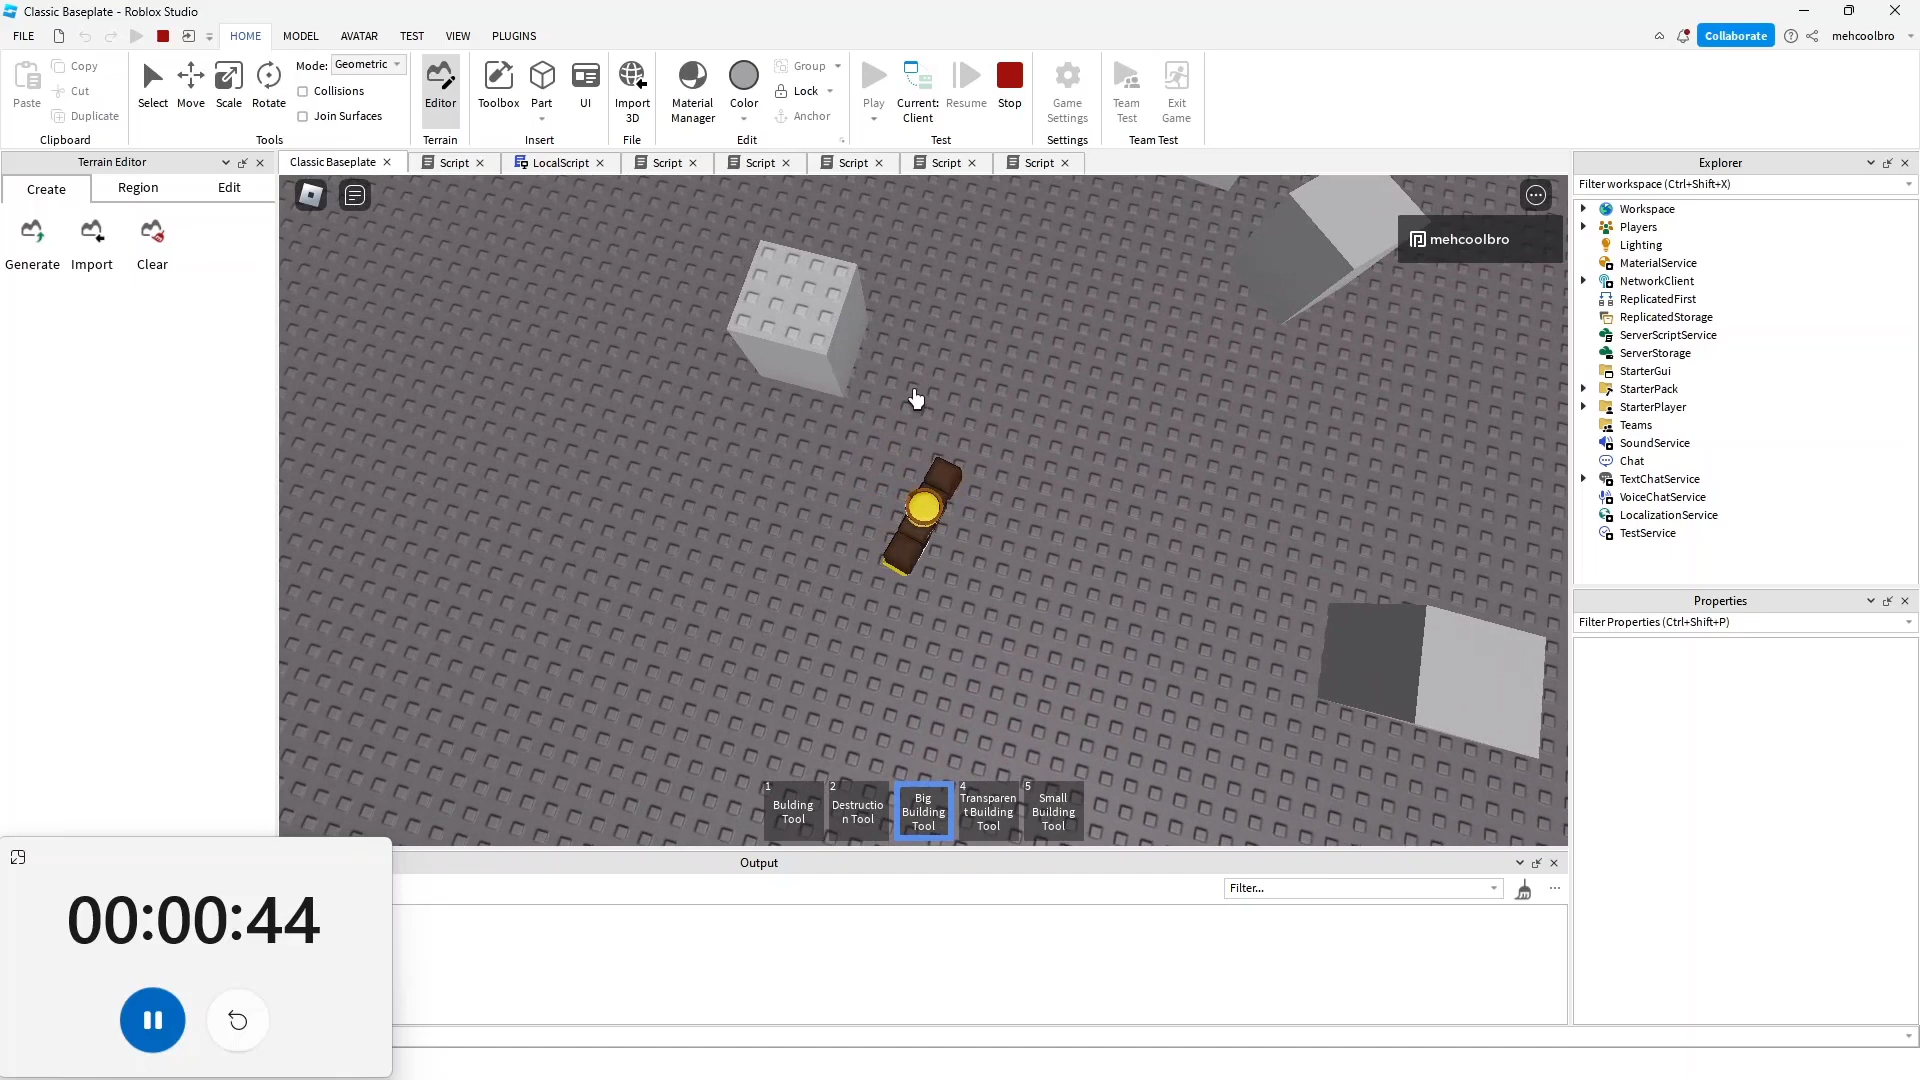 Classic Baseplate - Roblox Studio
FILE HOME MODEL AVATAR TEST VIEW PLUGINS Collaborate mehcoolbro
Paste Copy Cut Duplicate Clipboard
Select Move Scale Rotate Mode: Geometric Collisions Join Surfaces Tools
Editor Terrain
Toolbox Part UI Insert
Import 3D File
Material Manager Color Group Lock Anchor Edit
Play Current: Client Resume Stop Test
Game Settings Settings
Team Test Exit Game Team Test
Terrain Editor
Create Region Edit
Generate Import Clear
Classic Baseplate Script LocalScript Script Script Script Script Script
mehcoolbro
1 Bulding Tool
2 Destructio n Tool
Big Building Tool
4 Transparen t Building Tool
5 Small Building Tool
Output
Filter...
00:00:44
Explorer
Filter workspace (Ctrl+Shift+X)
Workspace
Players
Lighting
MaterialService
NetworkClient
ReplicatedFirst
ReplicatedStorage
ServerScriptService
ServerStorage
StarterGui
StarterPack
StarterPlayer
Teams
SoundService
Chat
TextChatService
VoiceChatService
LocalizationService
TestService
Properties
Filter Properties (Ctrl+Shift+P)